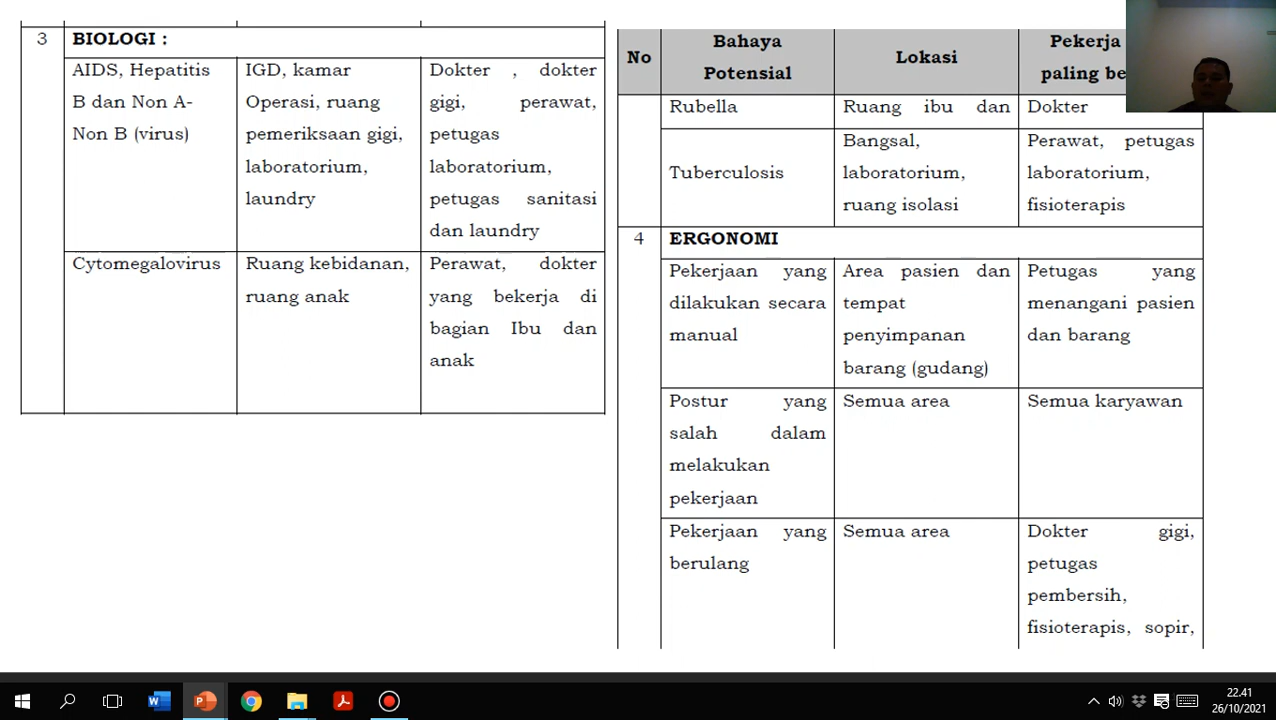 3 BIOLOGI :
AIDS, Hepatitis
B dan Non A-
Non B (virus)
IGD, kamar
Operasi, ruang
pemeriksaan gigi,
laboratorium,
laundry
Dokter , dokter
gigi, perawat,
petugas
laboratorium,
petugas sanitasi
dan laundry
Cytomegalovirus
Ruang kebidanan,
ruang anak
Perawat, dokter
yang bekerja di
bagian Ibu dan
anak
No
Bahaya
Potensial
Lokasi
Pekerja
paling be
Rubella
Ruang ibu dan
Dokter
Tuberculosis
Bangsal,
laboratorium,
ruang isolasi
Perawat, petugas
laboratorium,
fisioterapis
4 ERGONOMI
Pekerjaan yang
dilakukan secara
manual
Area pasien dan
tempat
penyimpanan
barang (gudang)
Petugas yang
menangani pasien
dan barang
Postur yang
salah dalam
melakukan
pekerjaan
Semua area
Semua karyawan
Pekerjaan yang
berulang
Semua area
Dokter gigi,
petugas
pembersih,
fisioterapis, sopir,
22.41
26/10/2021